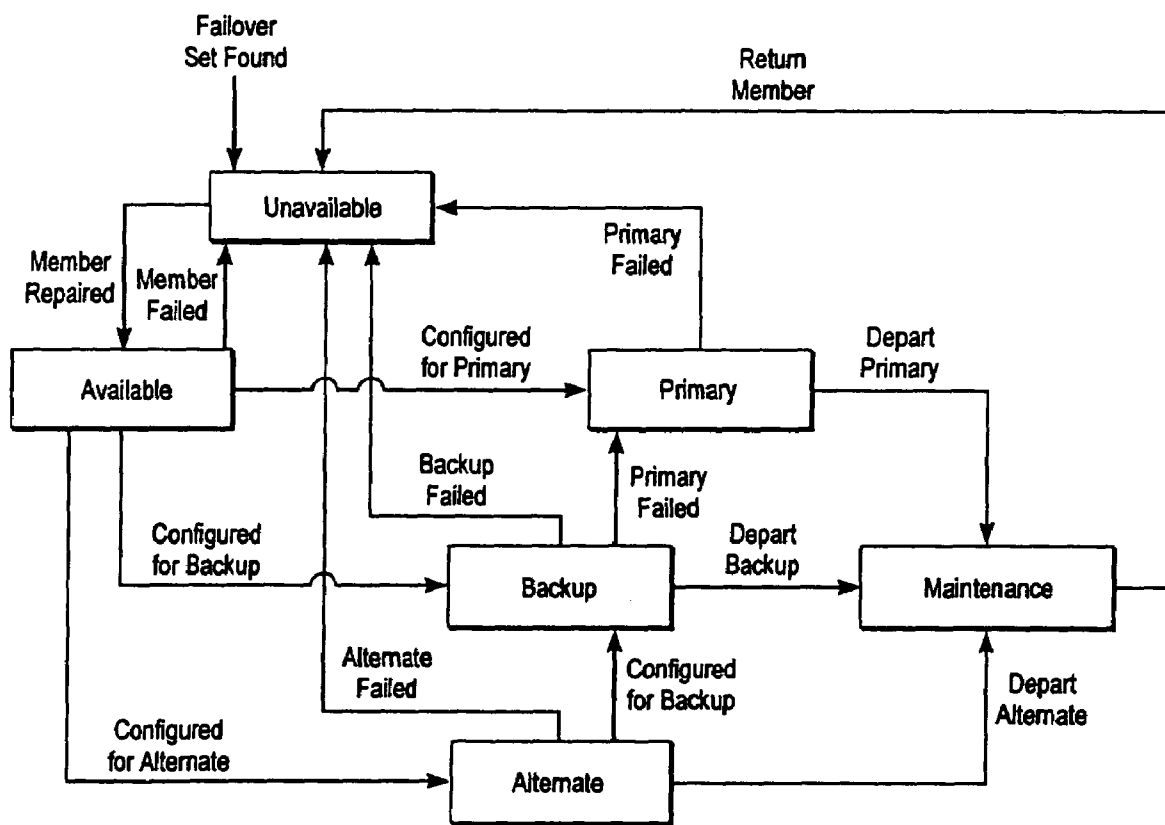 Failover
Set Found
Return
Member
Unavailable
Member
Repaired
Member
Failed
Primary
Failed
Configured
for Primary
Depart
Primary
Available
Primary
Backup
Failed
Primary
Failed
Configured
for Backup
Depart
Backup
Backup
Maintenance
Alternate
Failed
Configured
for Backup
Depart
Alternate
Configured
for Alternate
Alternate